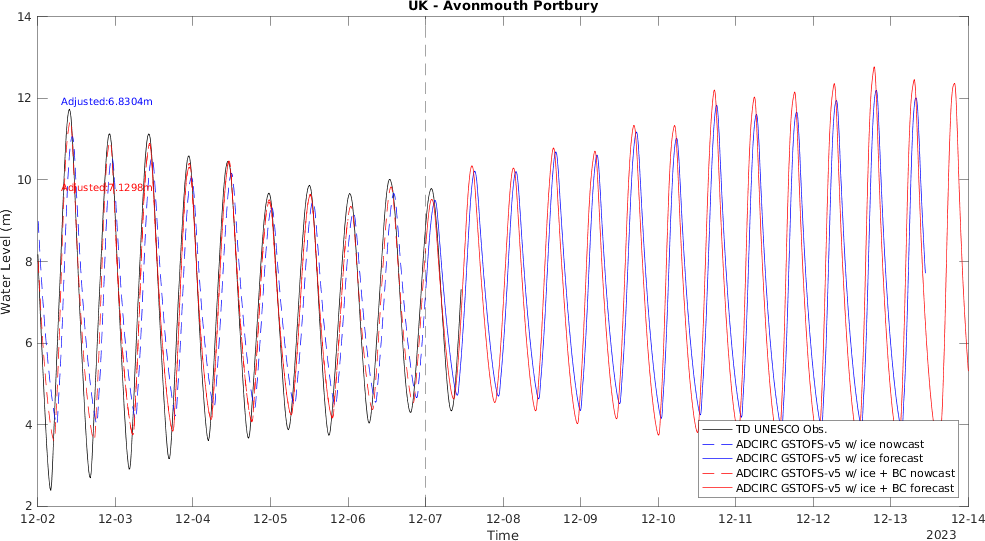 UK - Avonmouth Portbury
14
12
10
8
6
4
2
Water Level (m)
Adjusted:6.8304m
Adjusted:7.1298m
TD UNESCO Obs.
ADCIRC GSTOFS-v5 w/ ice nowcast
ADCIRC GSTOFS-v5 w/ ice forecast
ADCIRC GSTOFS-v5 w/ ice + BC nowcast
ADCIRC GSTOFS-v5 w/ ice + BC forecast
12-02 12-03 12-04 12-05 12-06 12-07 12-08 12-09 12-10 12-11 12-12 12-13 12-14
Time
2023